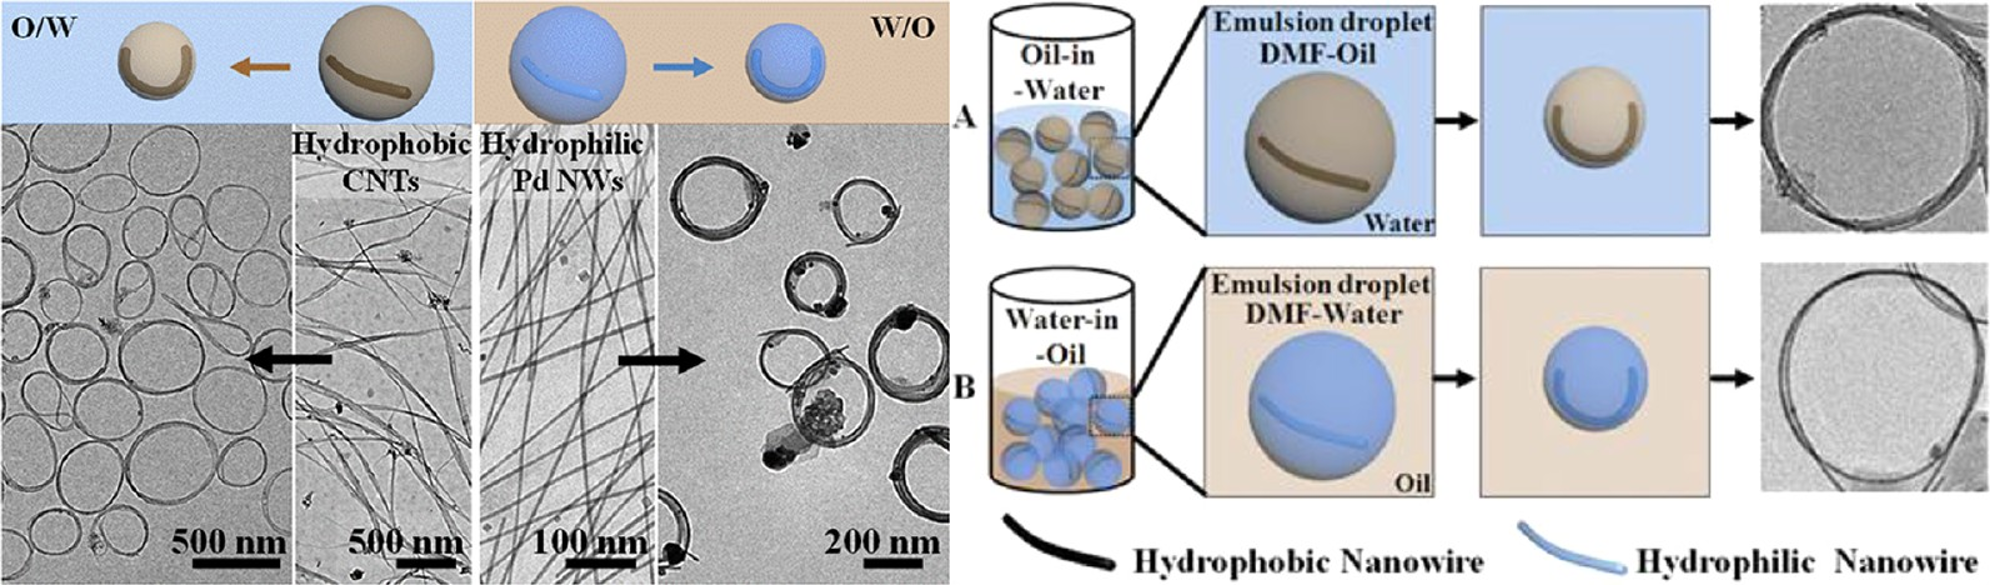 O/W
W/O
Hydrophobic
CNTs
Hydrophilic
Pd NWs
500 nm
500 nm
100 nm
200 nm
A
Oil-in
-Water
Emulsion droplet
DMF-Oil
Water
B
Water-in
-Oil
Emulsion droplet
DMF-Water
Oil
Hydrophobic Nanowire
Hydrophilic Nanowire